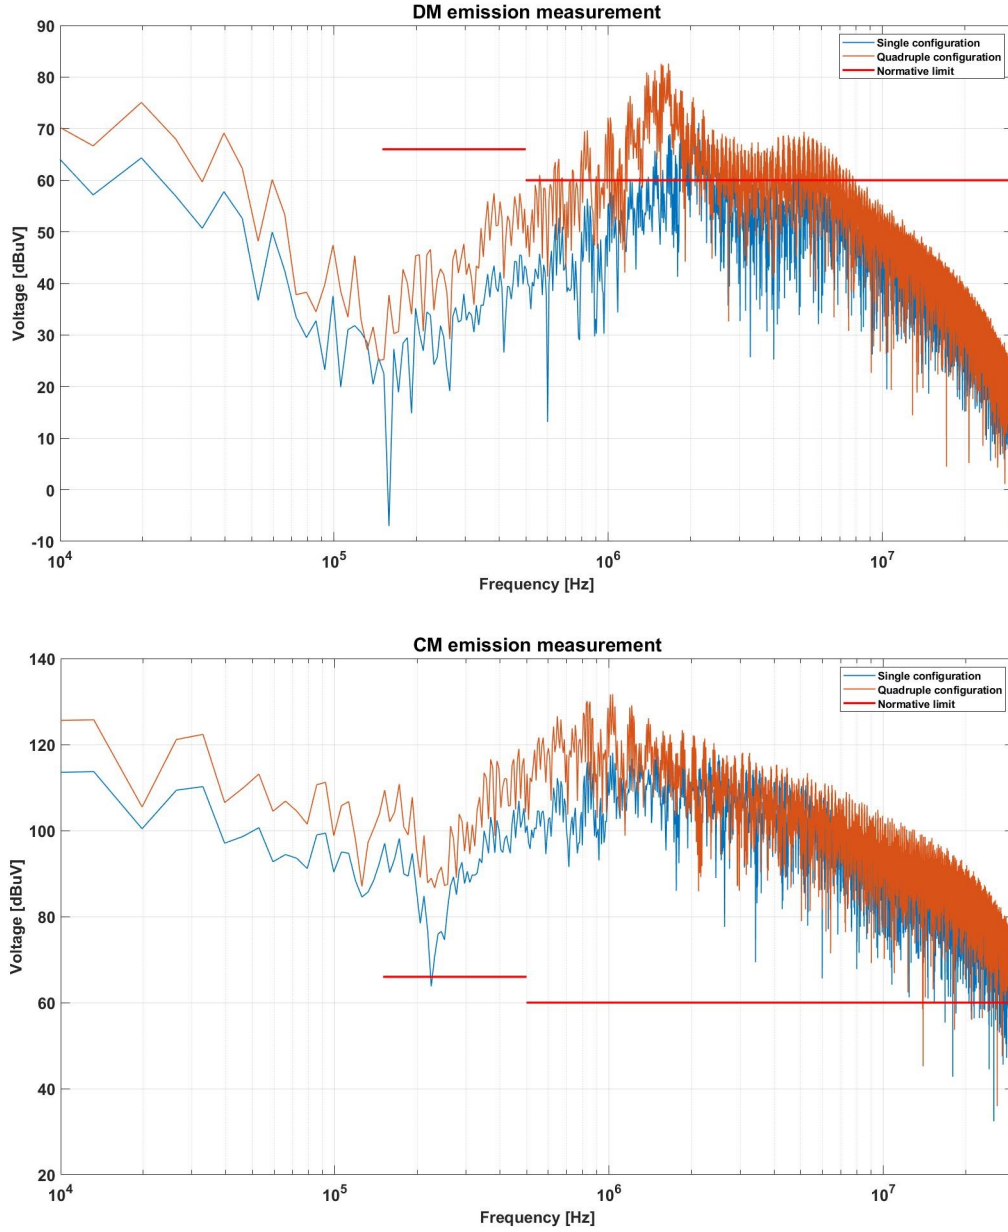 DM emission measurement
90
80
70
60
50
40
30
20
10
0
-10
Voltage [dBuV]
Single configuration
Quadruple configuration
Normative limit
10^4 10^5 10^6 10^7
Frequency [Hz]
CM emission measurement
140
120
100
80
60
40
20
Voltage [dBuV]
Single configuration
Quadruple configuration
Normative limit
10^4 10^5 10^6 10^7
Frequency [Hz]